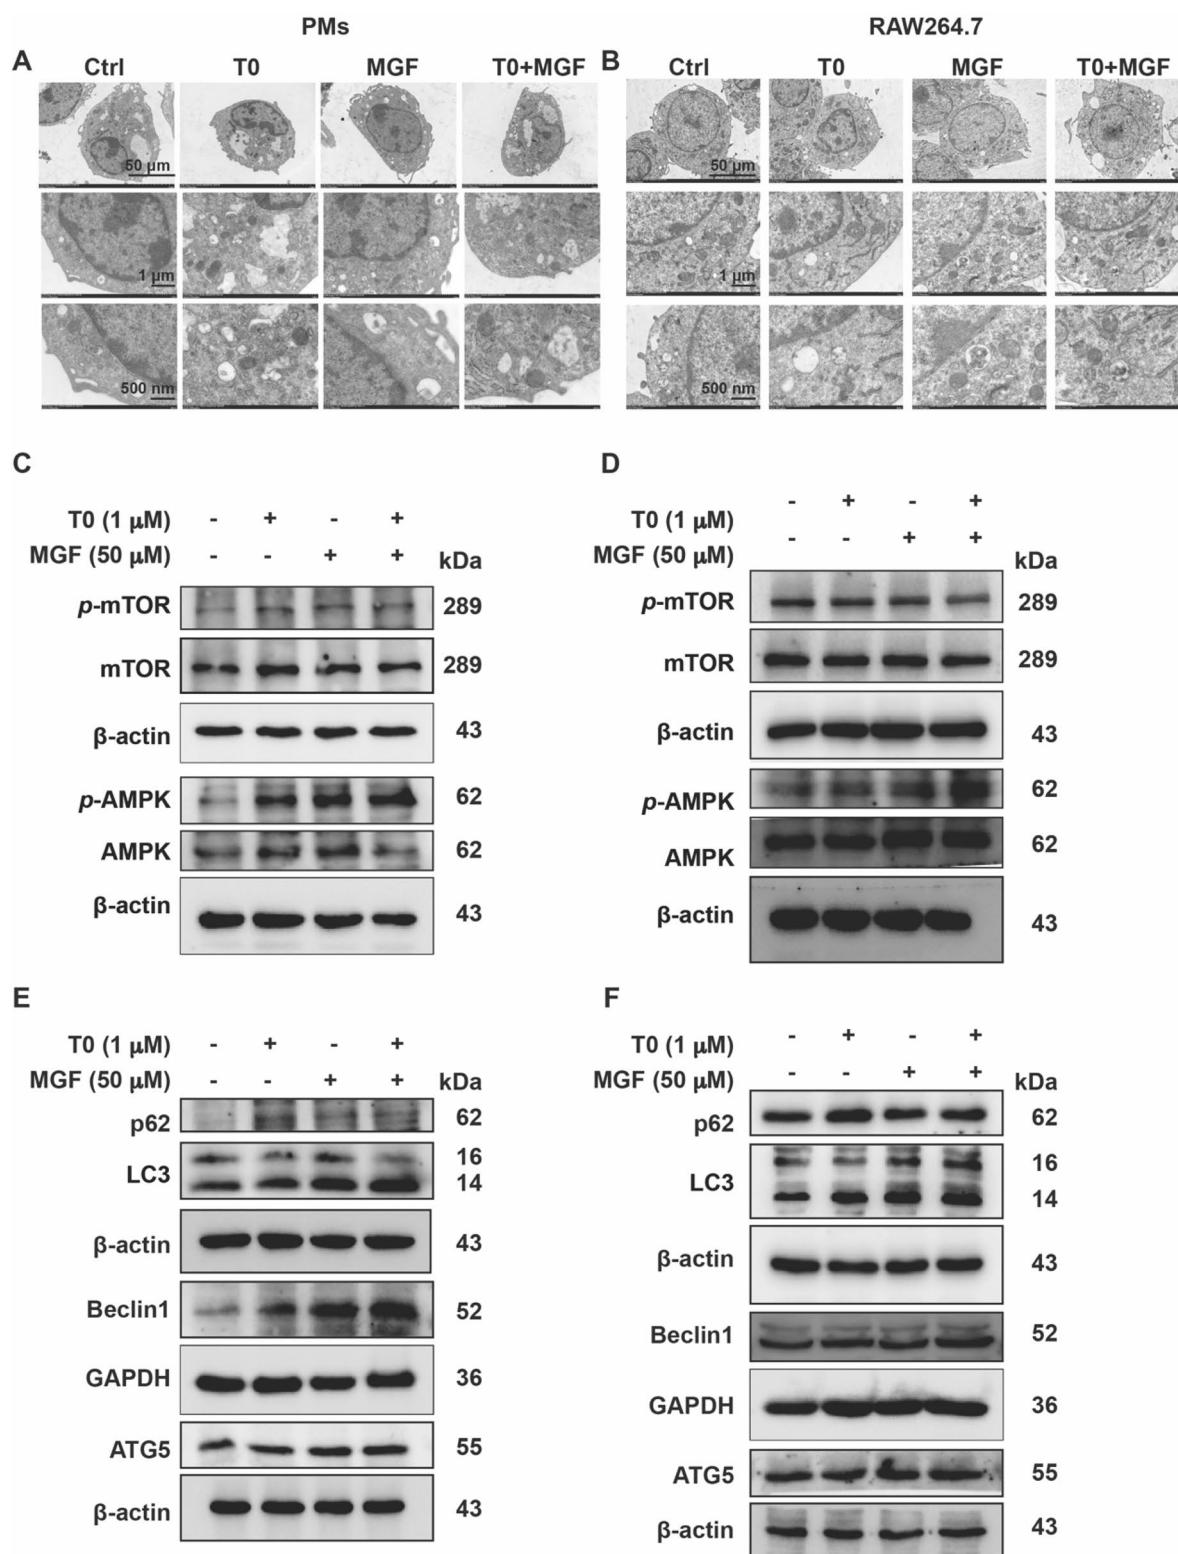 PMs
RAW264.7
A
Ctrl
T0
MGF
T0+MGF
50 µm
1 µm
500 nm
B
Ctrl
T0
MGF
T0+MGF
50 µm
1 µm
500 nm
C
T0 (1 µM) - + - +
MGF (50 µM) - - + +
kDa
p-mTOR 289
mTOR 289
β-actin 43
p-AMPK 62
AMPK 62
β-actin 43
D
T0 (1 µM) - + - +
MGF (50 µM) - - + +
kDa
p-mTOR 289
mTOR 289
β-actin 43
p-AMPK 62
AMPK 62
β-actin 43
E
T0 (1 µM) - + - +
MGF (50 µM) - - + +
kDa
p62 62
LC3 16
14
β-actin 43
Beclin1 52
GAPDH 36
ATG5 55
β-actin 43
F
T0 (1 µM) - + - +
MGF (50 µM) - - + +
kDa
p62 62
LC3 16
14
β-actin 43
Beclin1 52
GAPDH 36
ATG5 55
β-actin 43